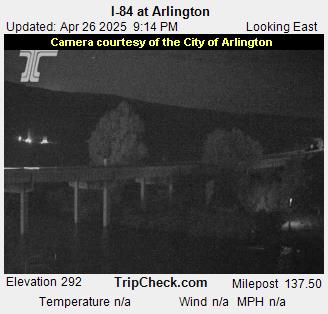 I-84 at Arlington
Updated: Apr 26 2025 9:14 PM Looking East
Camera courtesy of the City of Arlington
Elevation 292 TripCheck.com Milepost 137.50
Temperature n/a Wind n/a MPH n/a